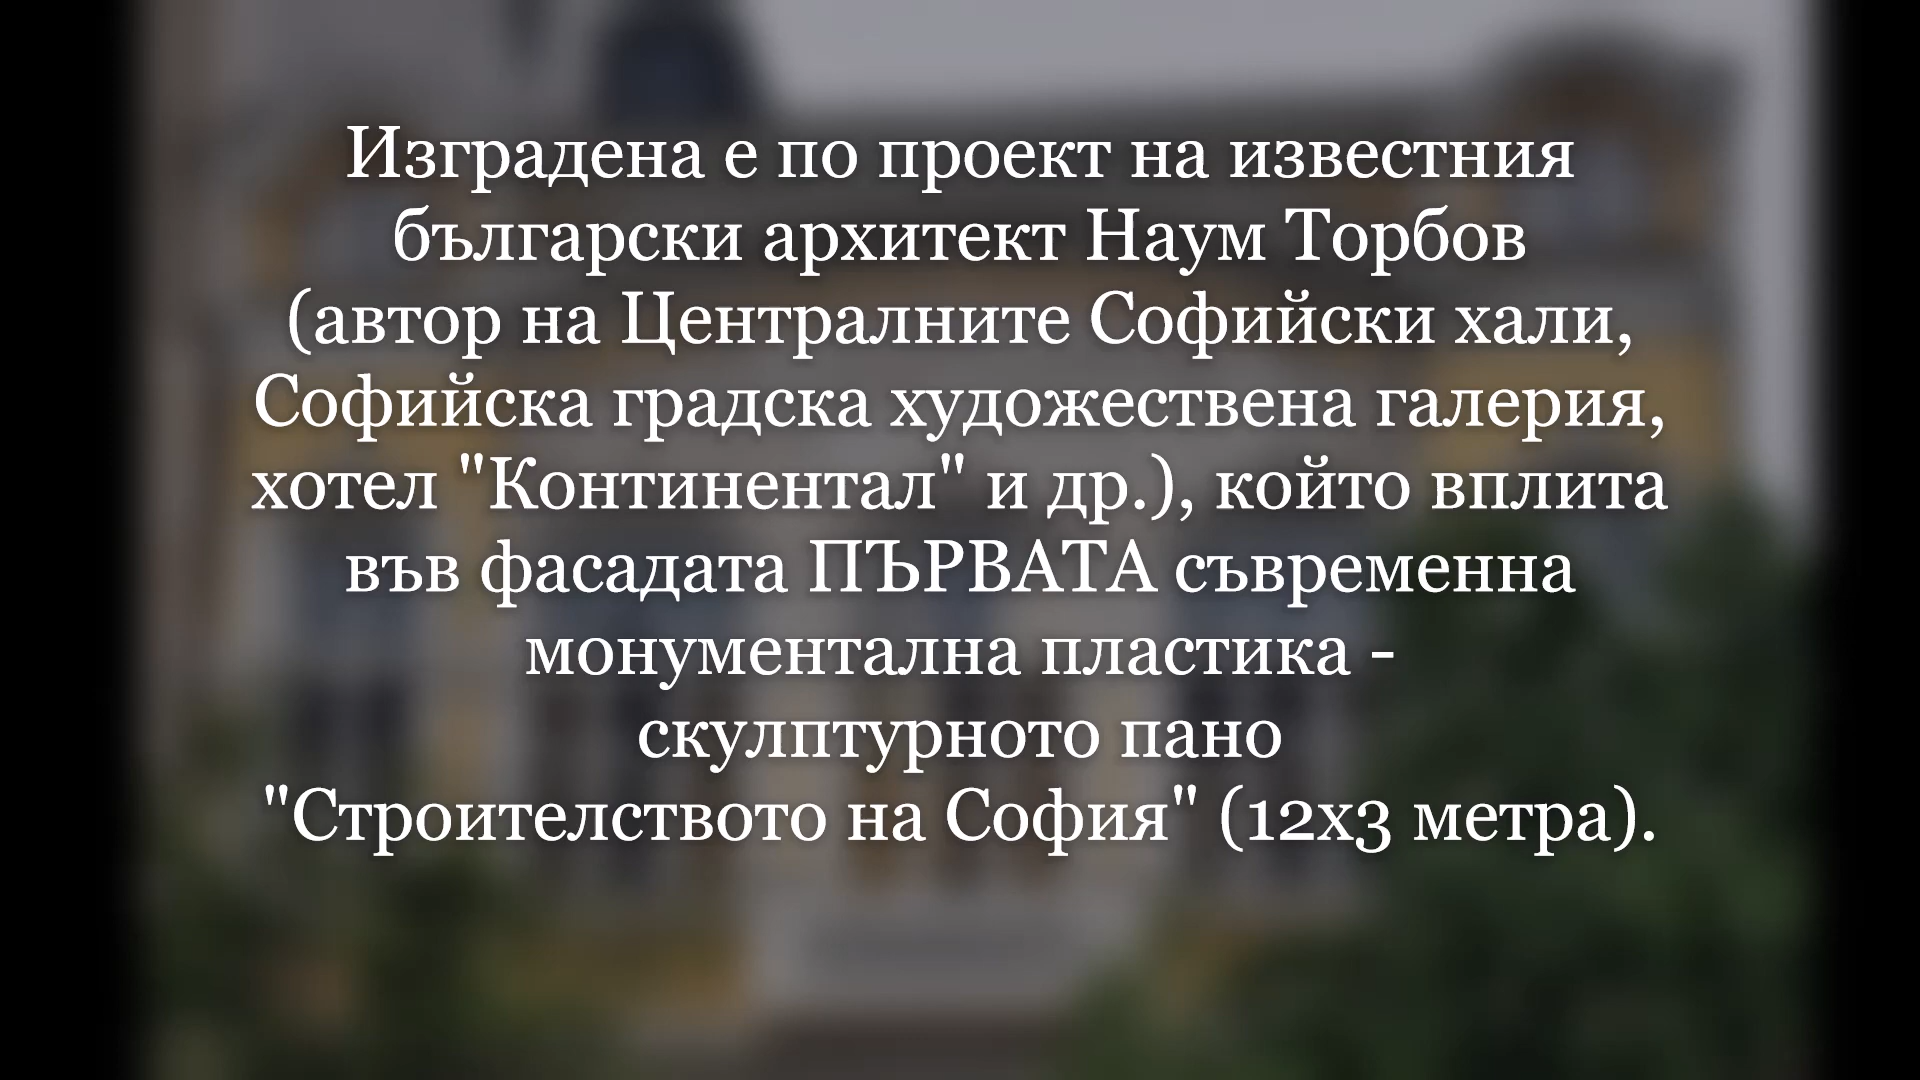 Изградена е по проект на известния
български архитект Наум Торбов
(автор на Централните Софийски хали,
Софийска градска художествена галерия,
хотел "Континентал" и др.), който вплита
във фасадата ПЪРВАТА съвременна
монументална пластика -
скулптурното пано
"Строителството на София" (12x3 метра).